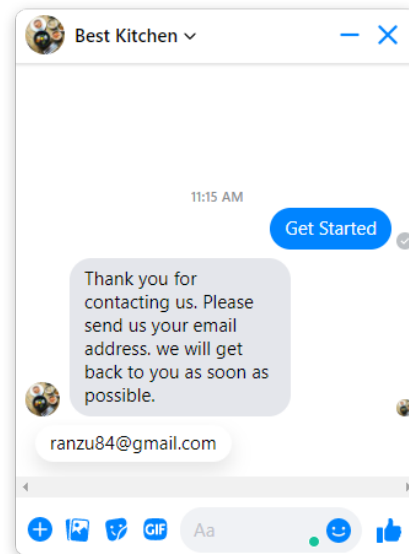 Best Kitchen
11:15 AM
Get Started
Thank you for
contacting us. Please
send us your email
address. we will get
back to you as soon as
possible.
ranzu84@gmail.com
GIF
Aa